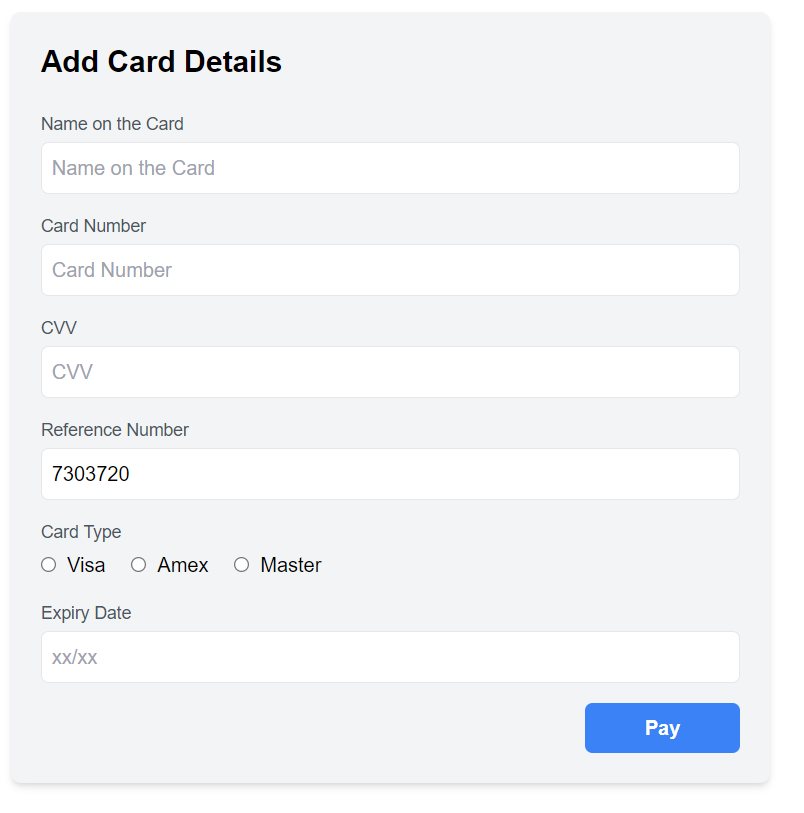 Add Card Details
Name on the Card
Name on the Card
Card Number
Card Number
CVV
CVV
Reference Number
7303720
Card Type
Visa Amex Master
Expiry Date
xx/xx
Pay